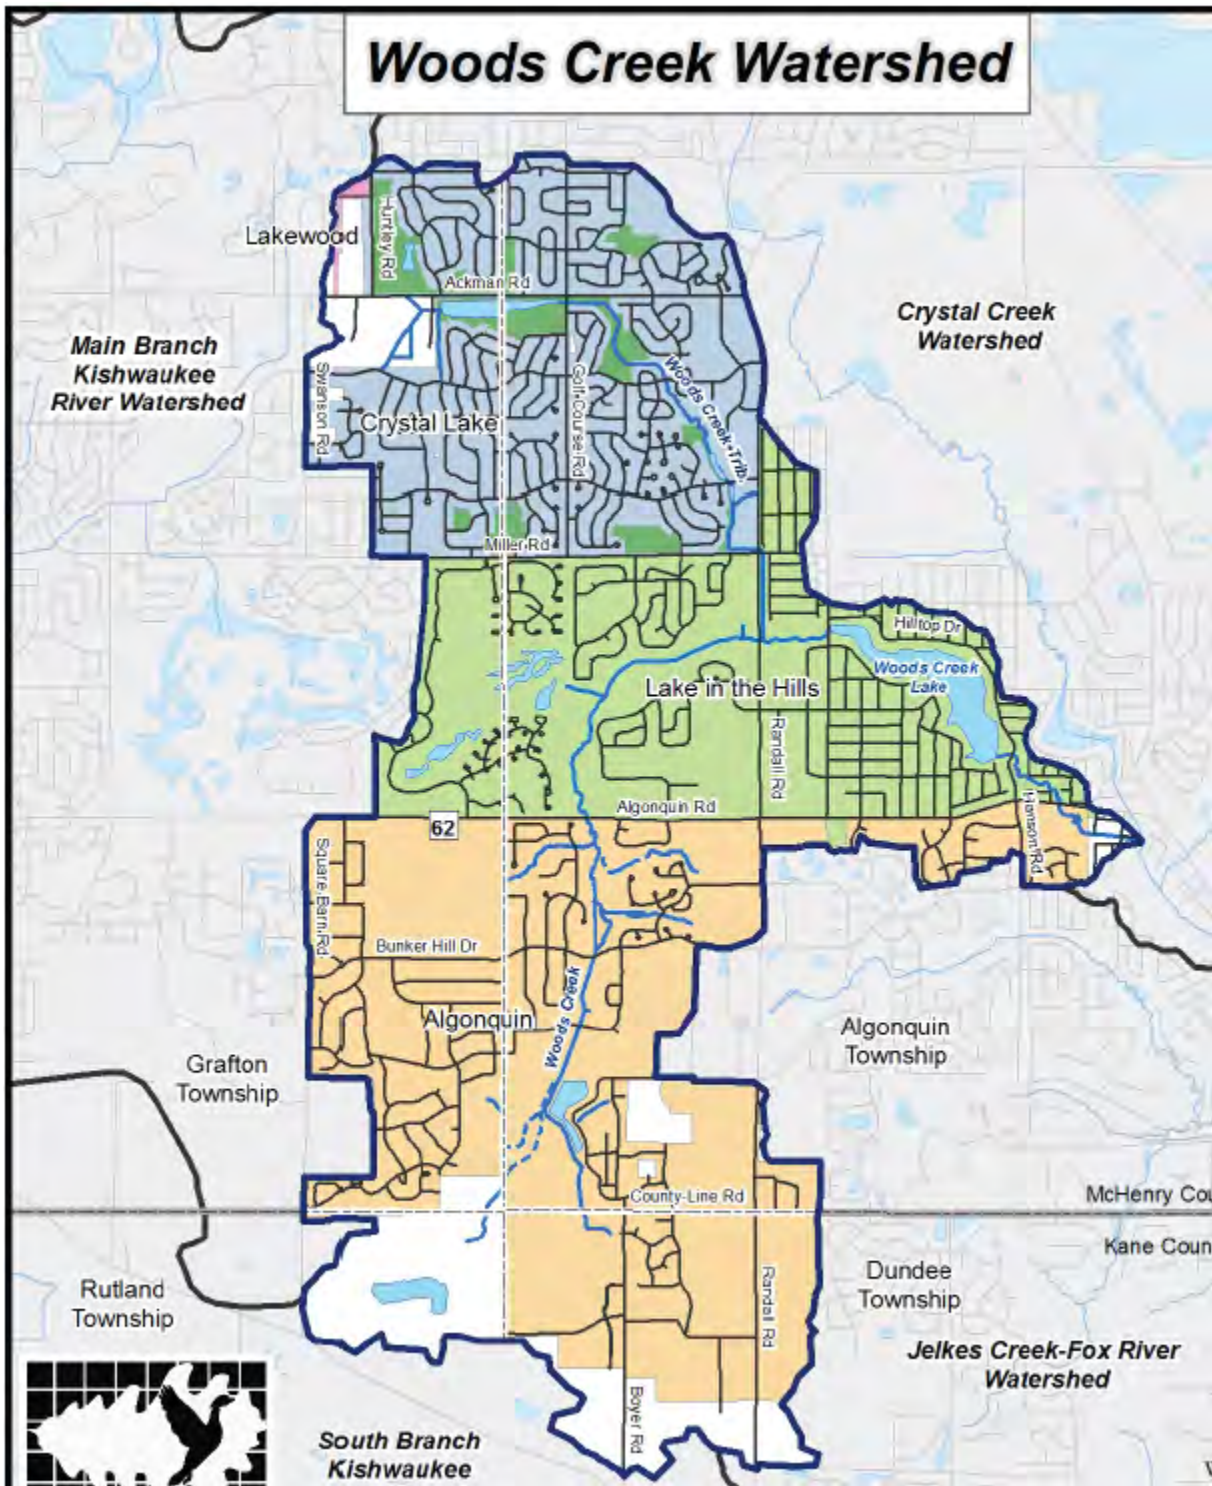 Woods Creek Watershed
Lakewood
Huntley Rd
Ackman Rd
Crystal Creek
Watershed
Main Branch
Kishwaukee
River Watershed
Swanson Rd
Crystal Lake
Golf Course Rd
Woods Creek Trib.
Miller Rd
Hilltop Dr
Woods Creek
Lake
Lake in the Hills
Randall Rd
Algonquin Rd
62
Hanson Rd
Square Barn Rd
Bunker Hill Dr
Woods Creek
Algonquin
Algonquin
Township
Grafton
Township
County-Line Rd
McHenry Cou
Kane Coun
Rutland
Township
Dundee
Township
Randall Rd
Jelkes Creek-Fox River
Watershed
Boyer Rd
South Branch
Kishwaukee